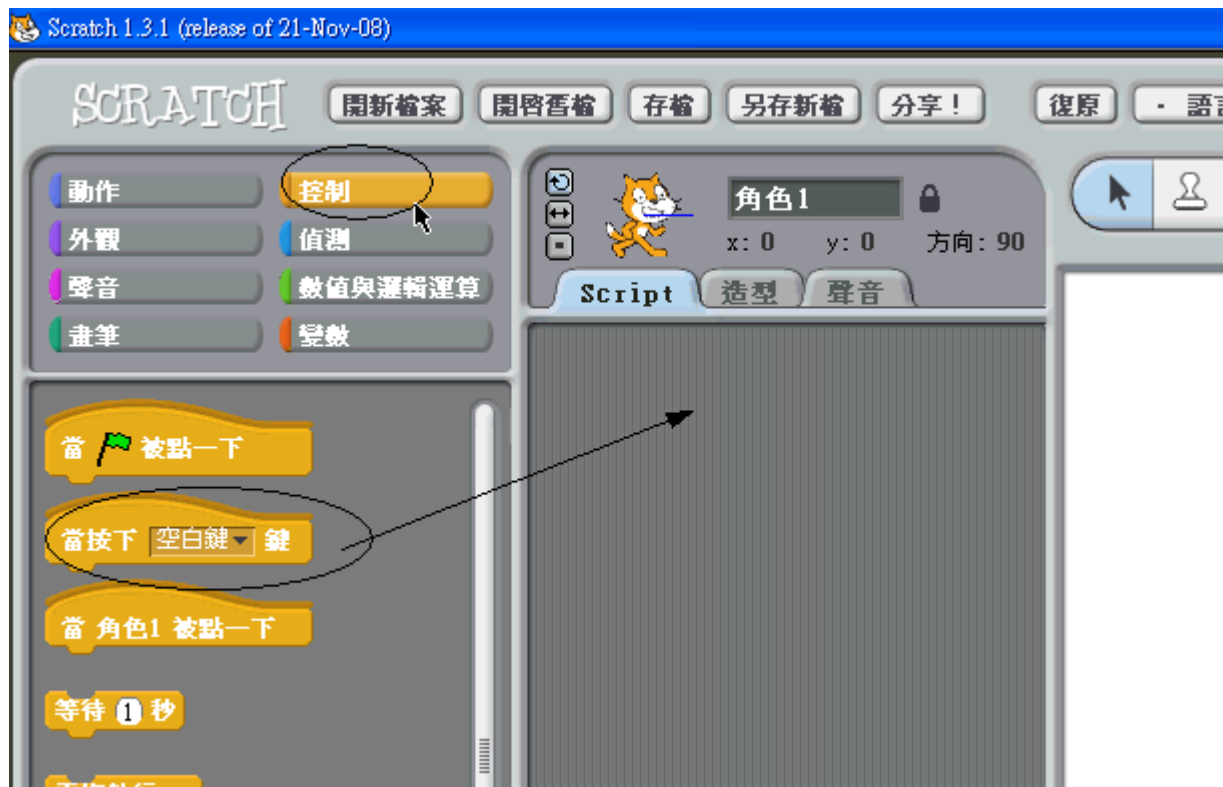 Scratch 1.3.1 (release of 21-Nov-08)
SCRATCH 開新檔案 開啓舊檔 存檔 另存新檔 分享！ 復原 · 語
動作 控制
外觀 偵測
聲音 數值與邏輯運算
畫筆 變數
角色1
x: 0 y: 0 方向: 90
Script 造型 聲音
當 被點一下
當按下 空白鍵 鍵
當 角色1 被點一下
等待 1 秒